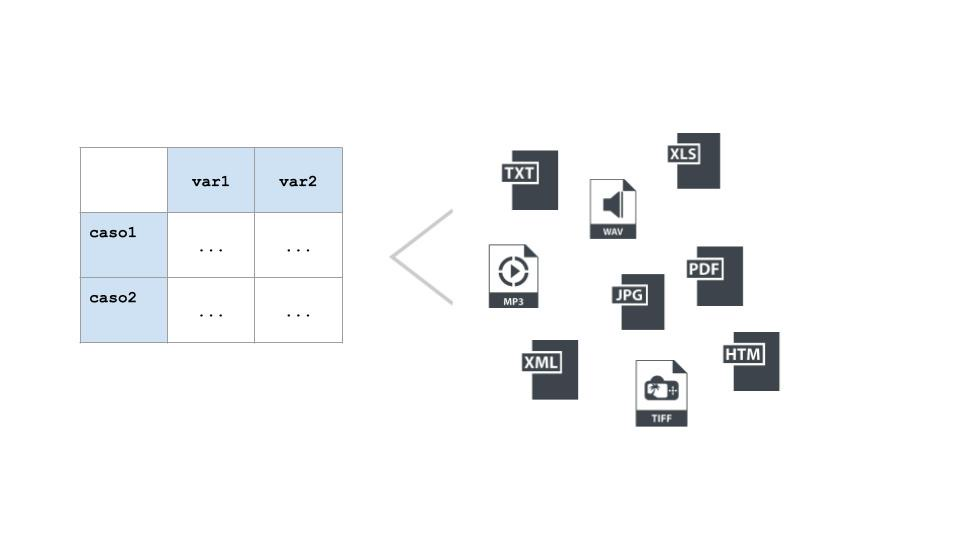 var1 var2
caso1 ... ...
caso2 ... ...
TXT
XLS
WAV
MP3
PDF
JPG
XML
HTM
TIFF